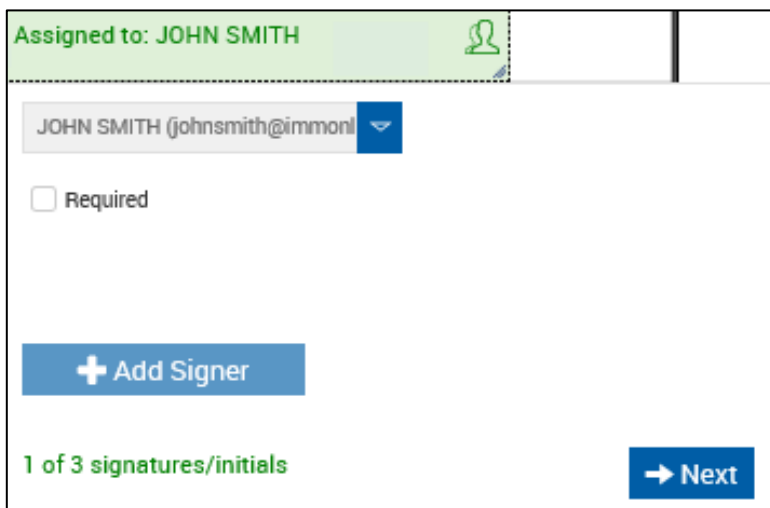 Assigned to: JOHN SMITH
JOHN SMITH (johnsmith@immonl
Required
Add Signer
1 of 3 signatures/initials
Next